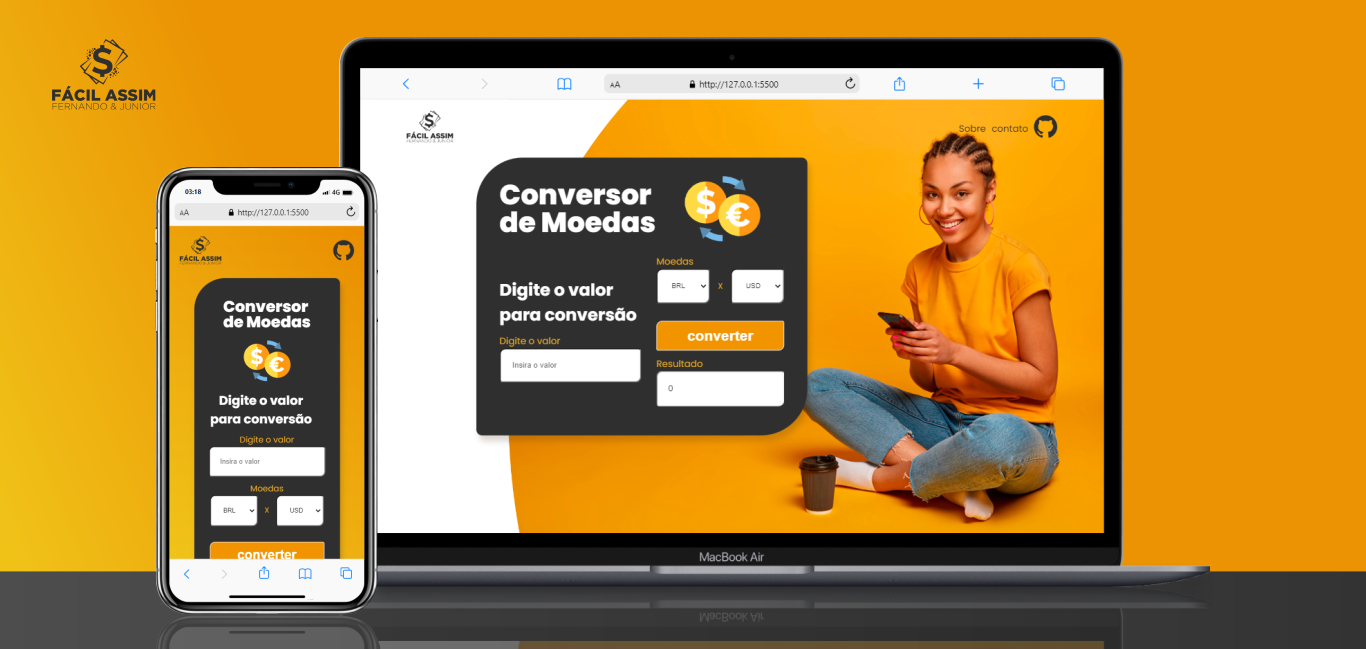 FÁCIL ASSIM
FERNANDO & JUNIOR
03:18
4G
AA
http://127.0.0.1:5500
FÁCIL ASSIM
FERNANDO & JUNIOR
Conversor
de Moedas
$
€
Digite o valor
para conversão
Digite o valor
Insira o valor
Moedas
BRL X USD
converter
AA
http://127.0.0.1:5500
FÁCIL ASSIM
FERNANDO & JUNIOR
Sobre contato
Conversor
de Moedas
$
€
Digite o valor
para conversão
Digite o valor
Insira o valor
Moedas
BRL X USD
converter
Resultado
0
MacBook Air